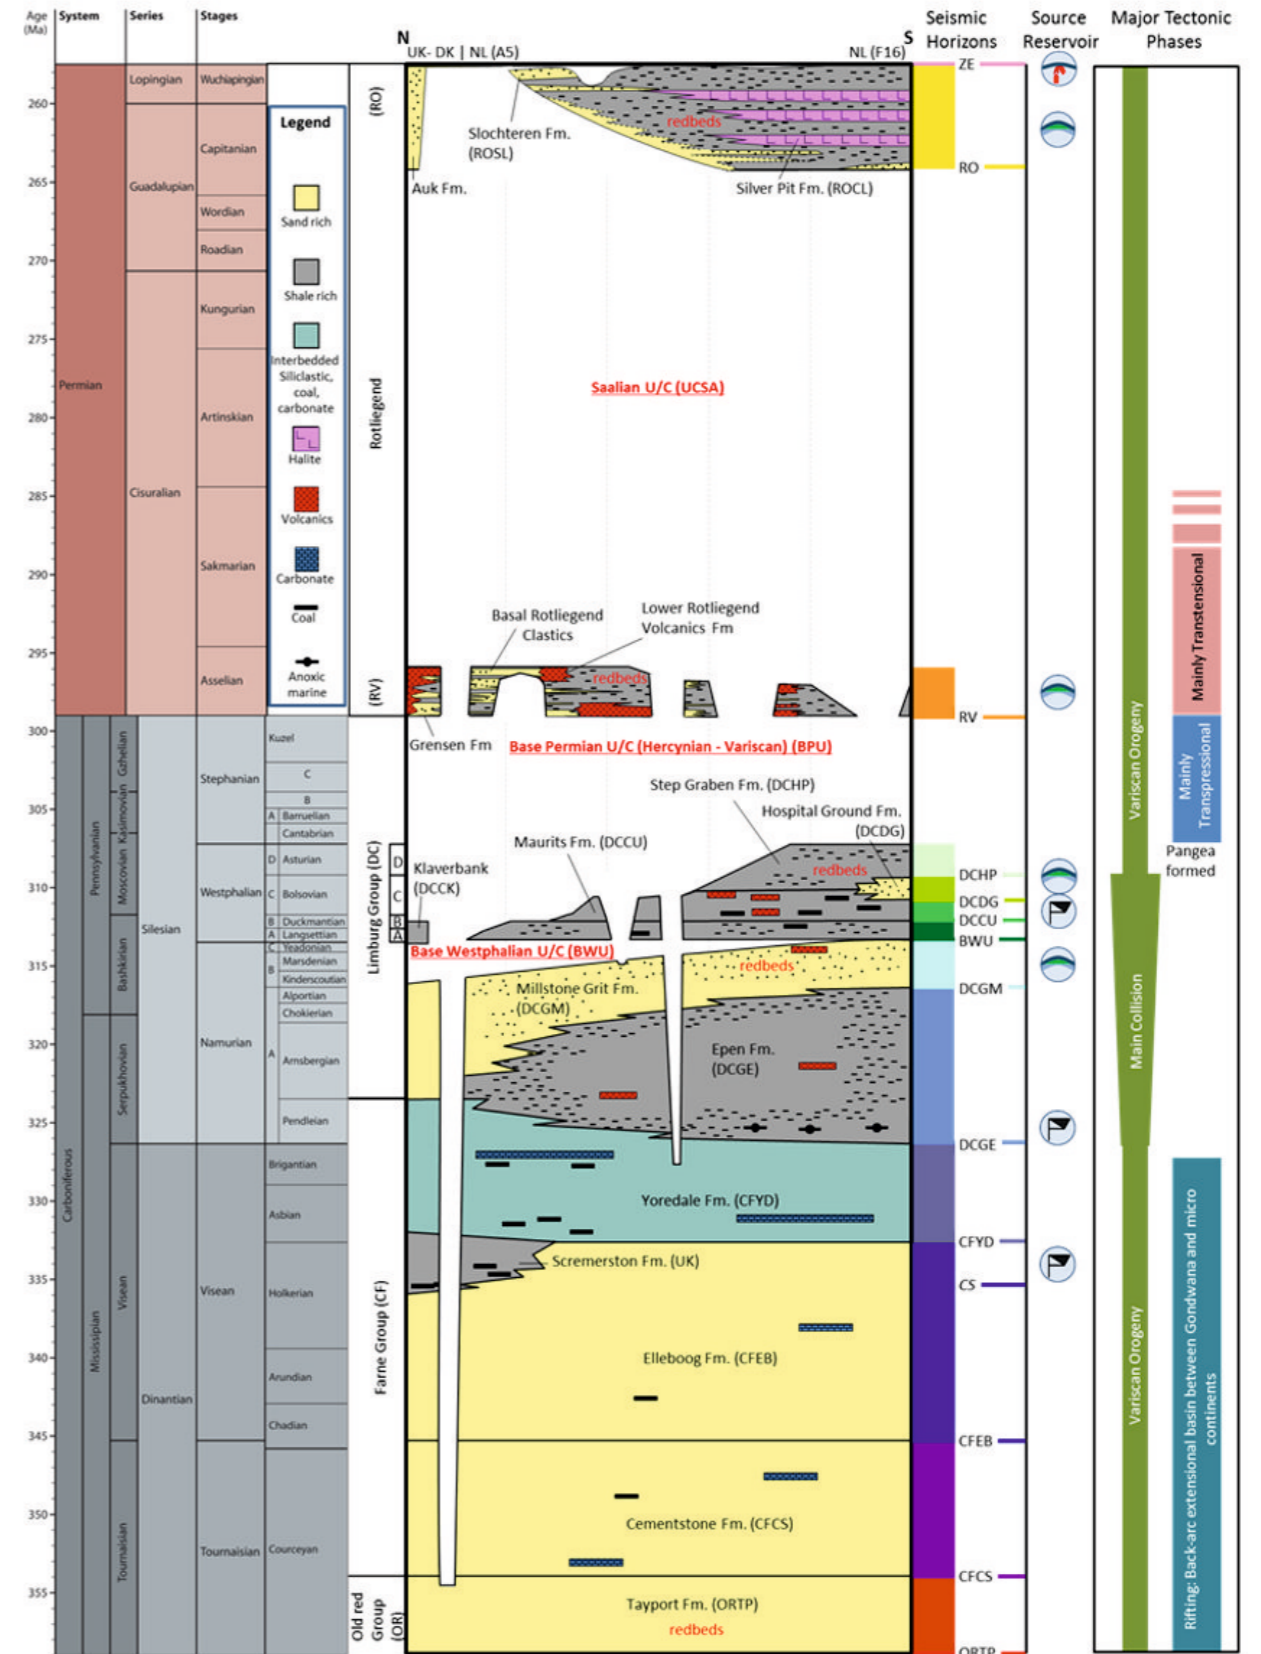 Age
(Ma)
System
Series
Stages
N
S
UK- DK | NL (A5)
NL (F16)
Seismic
Horizons
Source
Reservoir
Major Tectonic
Phases
260
265
270
275
280
285
290
295
300
305
310
315
320
325
330
335
340
345
350
355
Permian
Carboniferous
Pennsylvanian
Missisipian
Lopingian
Guadalupian
Cisuralian
Gzhelian
Kasimovian
Moscovian
Bashkirian
Serpukhovian
Visean
Tournaisian
Silesian
Dinantian
Wuchiapingian
Capitanian
Wordian
Roadian
Kungurian
Artinskian
Sakmarian
Asselian
Stephanian
Westphalian
Namurian
Visean
Tournaisian
Kuzel
C
B
A Barruelian
Cantabrian
D Asturian
C Bolsovian
B Duckmantian
A Langsettian
C Yeadonian
B
Marsdenian
Kinderscoutian
Alportian
Chokierian
A
Arnsbergian
Pendleian
Brigantian
Asbian
Holkerian
Arundian
Chadian
Courceyan
Legend
Sand rich
Shale rich
Interbedded
Siliclastic,
coal,
carbonate
Halite
Volcanics
Carbonate
Coal
Anoxic
marine
(RO)
Rotliegend
(RV)
Limburg Group (DC)
D
C
B
A
Farne Group (CF)
Old red
Group
(OR)
Auk Fm.
Slochteren Fm.
(ROSL)
redbeds
Silver Pit Fm. (ROCL)
Saalian U/C (UCSA)
Basal Rotliegend
Clastics
Lower Rotliegend
Volcanics Fm
redbeds
Grensen Fm
Base Permian U/C (Hercynian - Variscan) (BPU)
Step Graben Fm. (DCHP)
Hospital Ground Fm.
(DCDG)
Maurits Fm. (DCCU)
Klaverbank
(DCCK)
redbeds
Base Westphalian U/C (BWU)
redbeds
Millstone Grit Fm.
(DCGM)
Epen Fm.
(DCGE)
Yoredale Fm. (CFYD)
Scremerston Fm. (UK)
Elleboog Fm. (CFEB)
Cementstone Fm. (CFCS)
Tayport Fm. (ORTP)
redbeds
ZE
RO
RV
DCHP
DCDG
DCCU
BWU
DCGM
DCGE
CFYD
CS
CFEB
CFCS
ORTP
Variscan Orogeny
Main Collision
Variscan Orogeny
Mainly Transtensional
Mainly
Transpressional
Pangea
formed
Rifting: Back-arc extensional basin between Gondwana and micro
continents